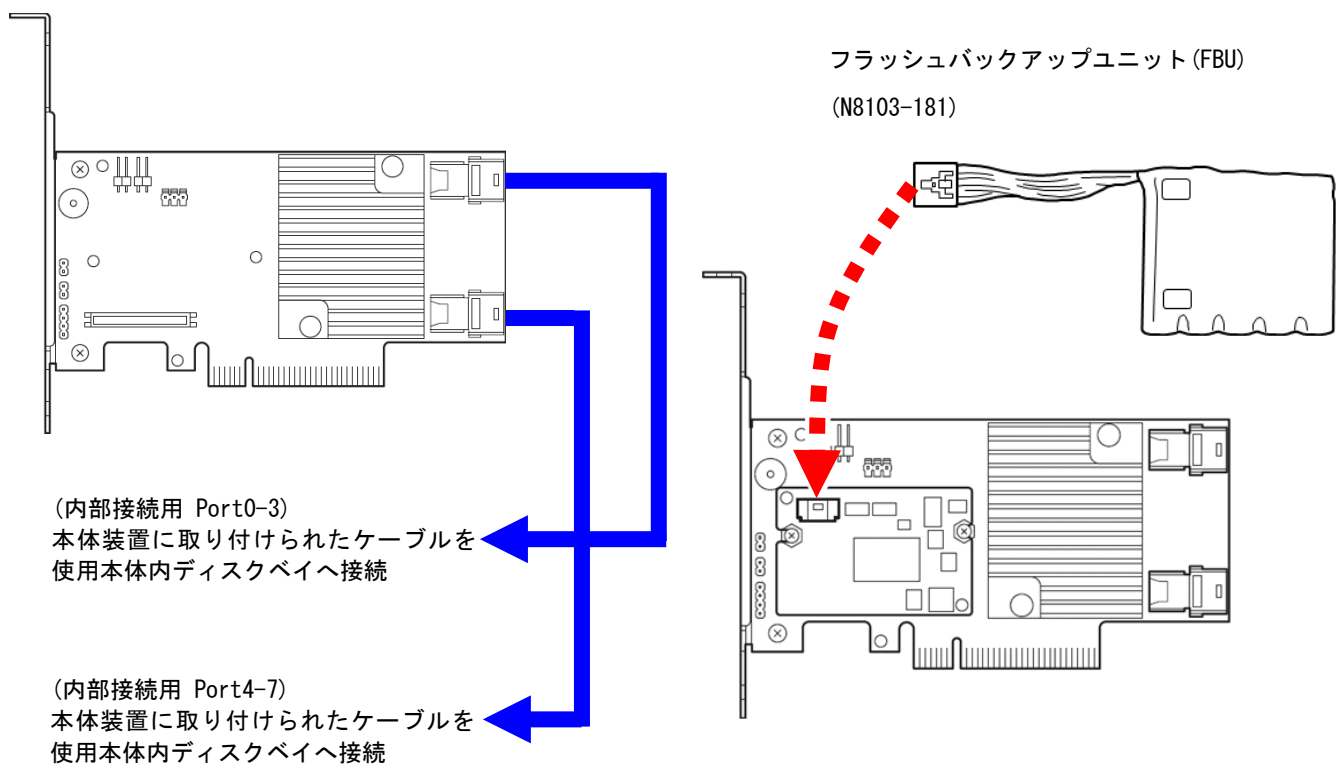 フラッシュバックアップユニット(FBU)
(N8103-181)
(内部接続用 Port0-3)
本体装置に取り付けられたケーブルを
使用本体内ディスクベイへ接続
(内部接続用 Port4-7)
本体装置に取り付けられたケーブルを
使用本体内ディスクベイへ接続